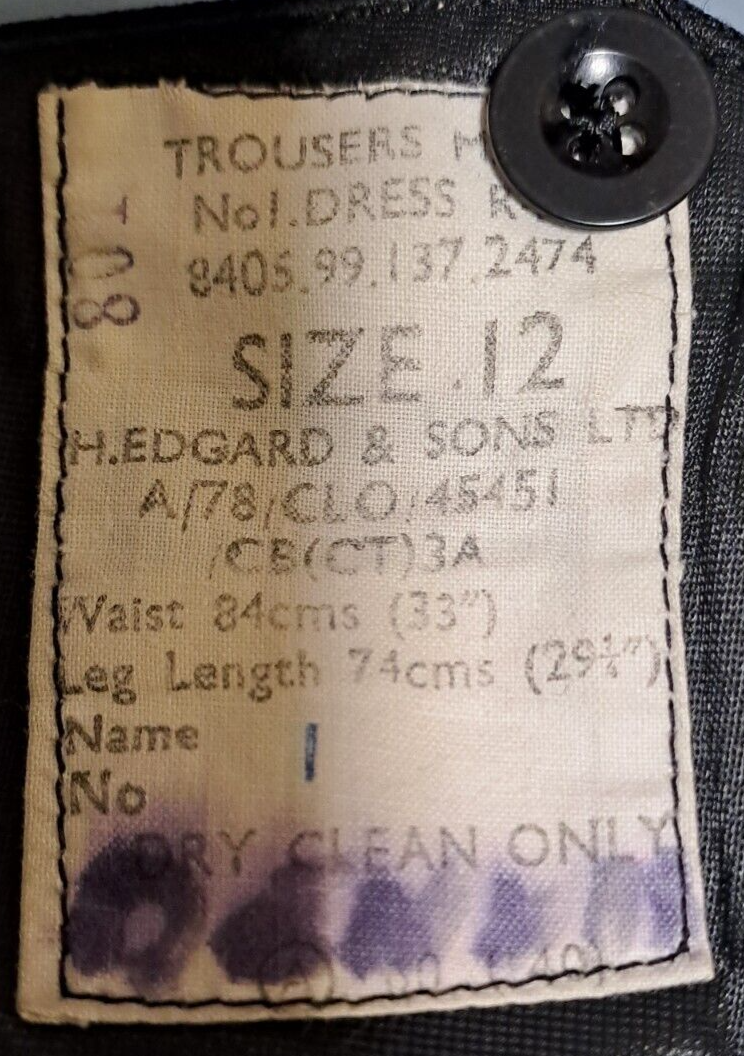 TROUSERS M
No1.DRESS R
8405.99.137.2474
SIZE.12
H.EDGARD & SONS LTD
A/78/CLO/45451
/CB(CT)3A
Waist 84cms (33")
Leg Length 74cms (29¼")
Name
No
DRY CLEAN ONLY
(A)